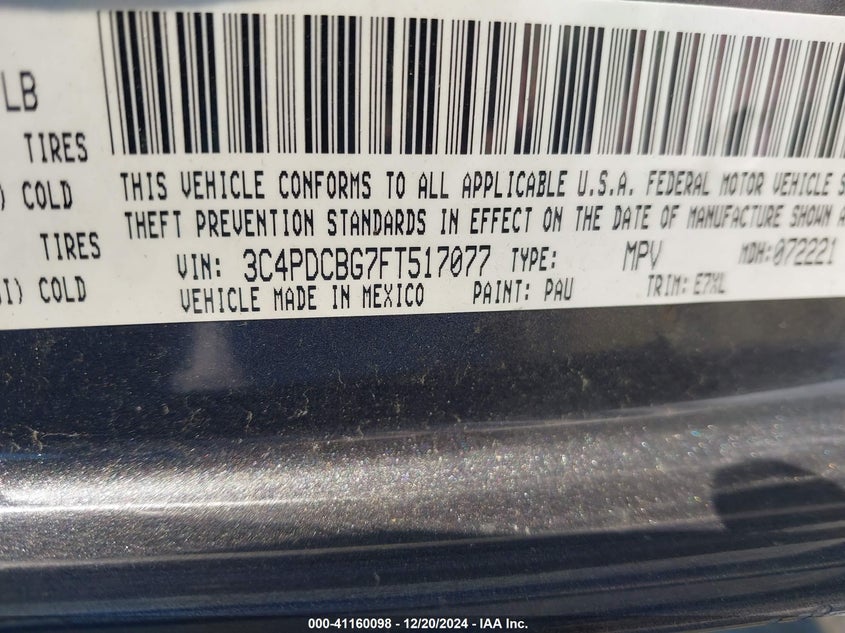 LB
TIRES
) COLD
TIRES
SI) COLD
THIS VEHICLE CONFORMS TO ALL APPLICABLE U.S.A. FEDERAL MOTOR VEHICLE S
THEFT PREVENTION STANDARDS IN EFFECT ON THE DATE OF MANUFACTURE SHOWN A
VIN: 3C4PDCBG7FT517077 TYPE: MPV MDH:072221
VEHICLE MADE IN MEXICO PAINT: PAU TRIM: E7XL
000-41160098 - 12/20/2024 - IAA Inc.